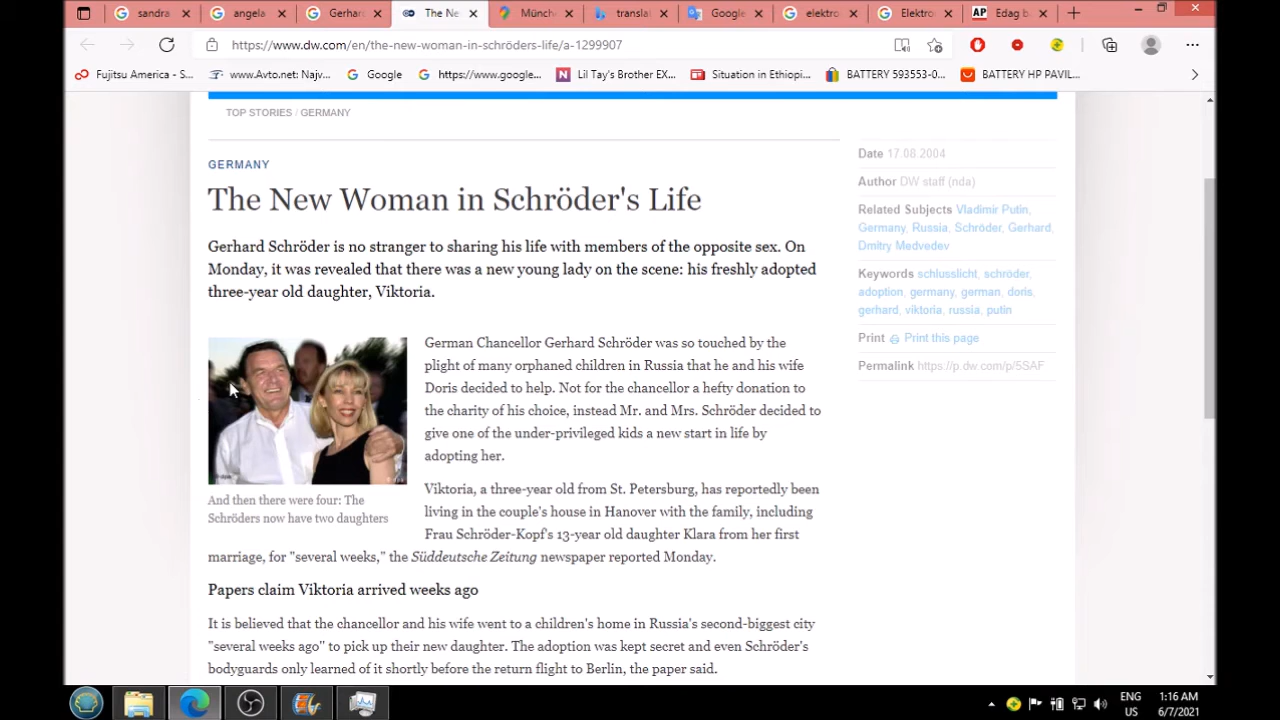 sandra
angela
Gerhar
The Ne
Münch
transla
Google
elektro
Elektro
AP
Edag b
https://www.dw.com/en/the-new-woman-in-schröders-life/a-1299907
Fujitsu America - S...
www.Avto.net: Najv...
Google
https://www.google...
N
Lil Tay's Brother EX...
Situation in Ethiopi...
BATTERY 593553-0...
BATTERY HP PAVIL...
TOP STORIES / GERMANY
GERMANY
The New Woman in Schröder's Life
Gerhard Schröder is no stranger to sharing his life with members of the opposite sex. On
Monday, it was revealed that there was a new young lady on the scene: his freshly adopted
three-year old daughter, Viktoria.
German Chancellor Gerhard Schröder was so touched by the
plight of many orphaned children in Russia that he and his wife
Doris decided to help. Not for the chancellor a hefty donation to
the charity of his choice, instead Mr. and Mrs. Schröder decided to
give one of the under-privileged kids a new start in life by
adopting her.
And then there were four: The
Schröders now have two daughters
Viktoria, a three-year old from St. Petersburg, has reportedly been
living in the couple's house in Hanover with the family, including
Frau Schröder-Kopf's 13-year old daughter Klara from her first
marriage, for "several weeks," the Süddeutsche Zeitung newspaper reported Monday.
Papers claim Viktoria arrived weeks ago
It is believed that the chancellor and his wife went to a children's home in Russia's second-biggest city
"several weeks ago" to pick up their new daughter. The adoption was kept secret and even Schröder's
bodyguards only learned of it shortly before the return flight to Berlin, the paper said.
Date 17.08.2004
Author DW staff (nda)
Related Subjects Vladimir Putin,
Germany, Russia, Schröder, Gerhard,
Dmitry Medvedev
Keywords schlusslicht, schröder,
adoption, germany, german, doris,
gerhard, viktoria, russia, putin
Print Print this page
Permalink https://p.dw.com/p/5SAF
ENG
US
1:16 AM
6/7/2021